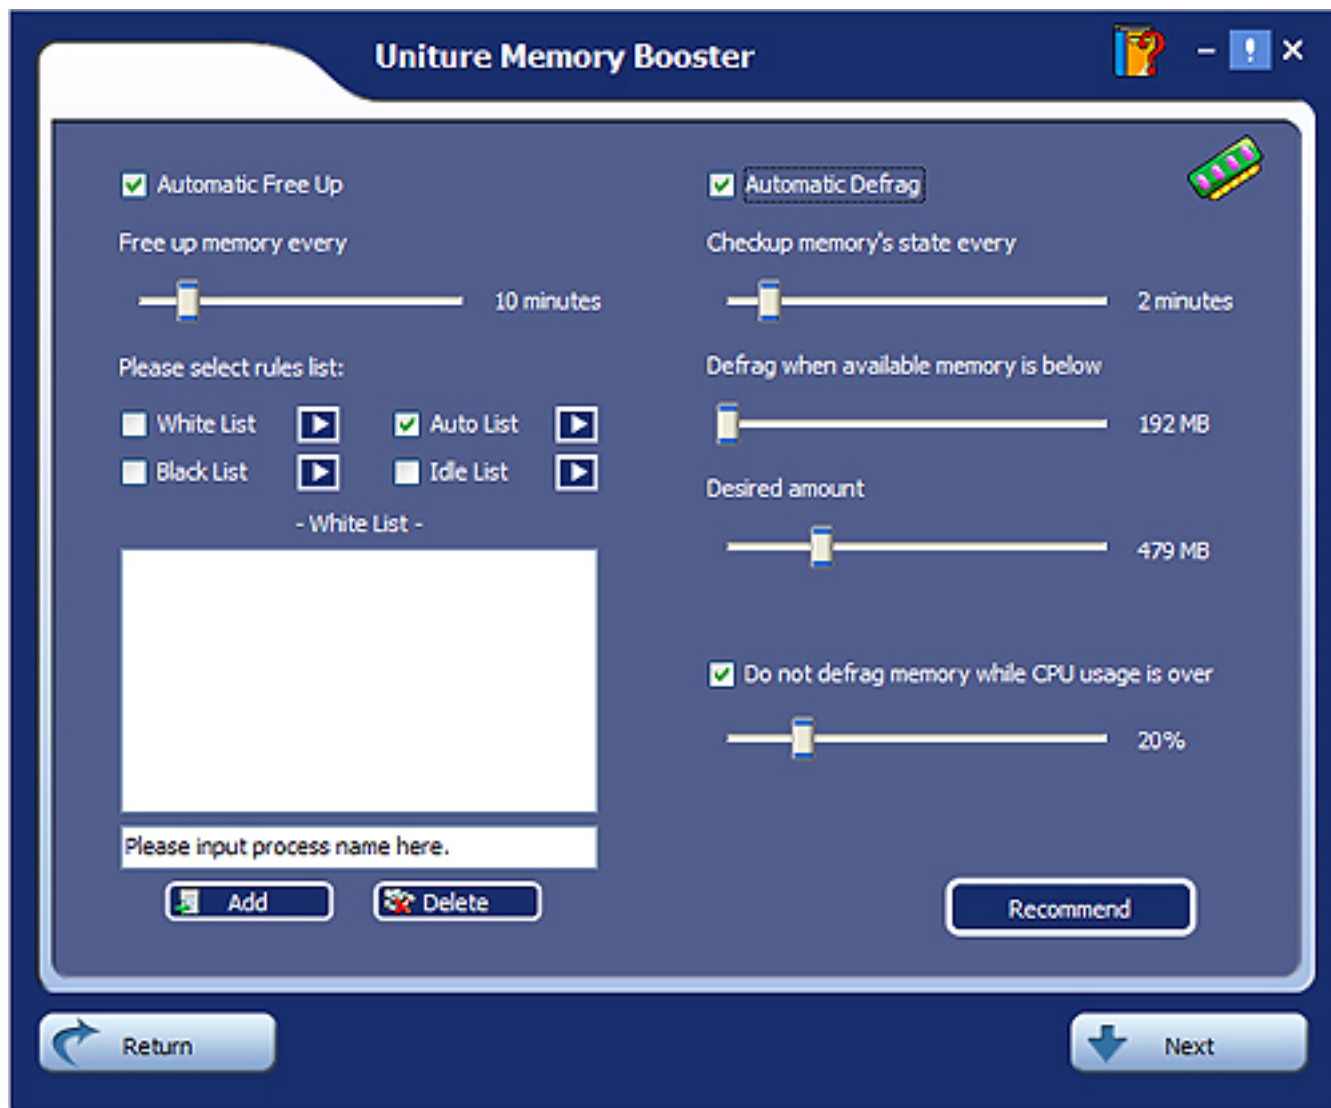 Uniture Memory Booster
Automatic Free Up
Free up memory every
10 minutes
Please select rules list:
White List
Auto List
Black List
Idle List
- White List -
Please input process name here.
Add
Delete
Automatic Defrag
Checkup memory's state every
2 minutes
Defrag when available memory is below
192 MB
Desired amount
479 MB
Do not defrag memory while CPU usage is over
20%
Recommend
Return
Next